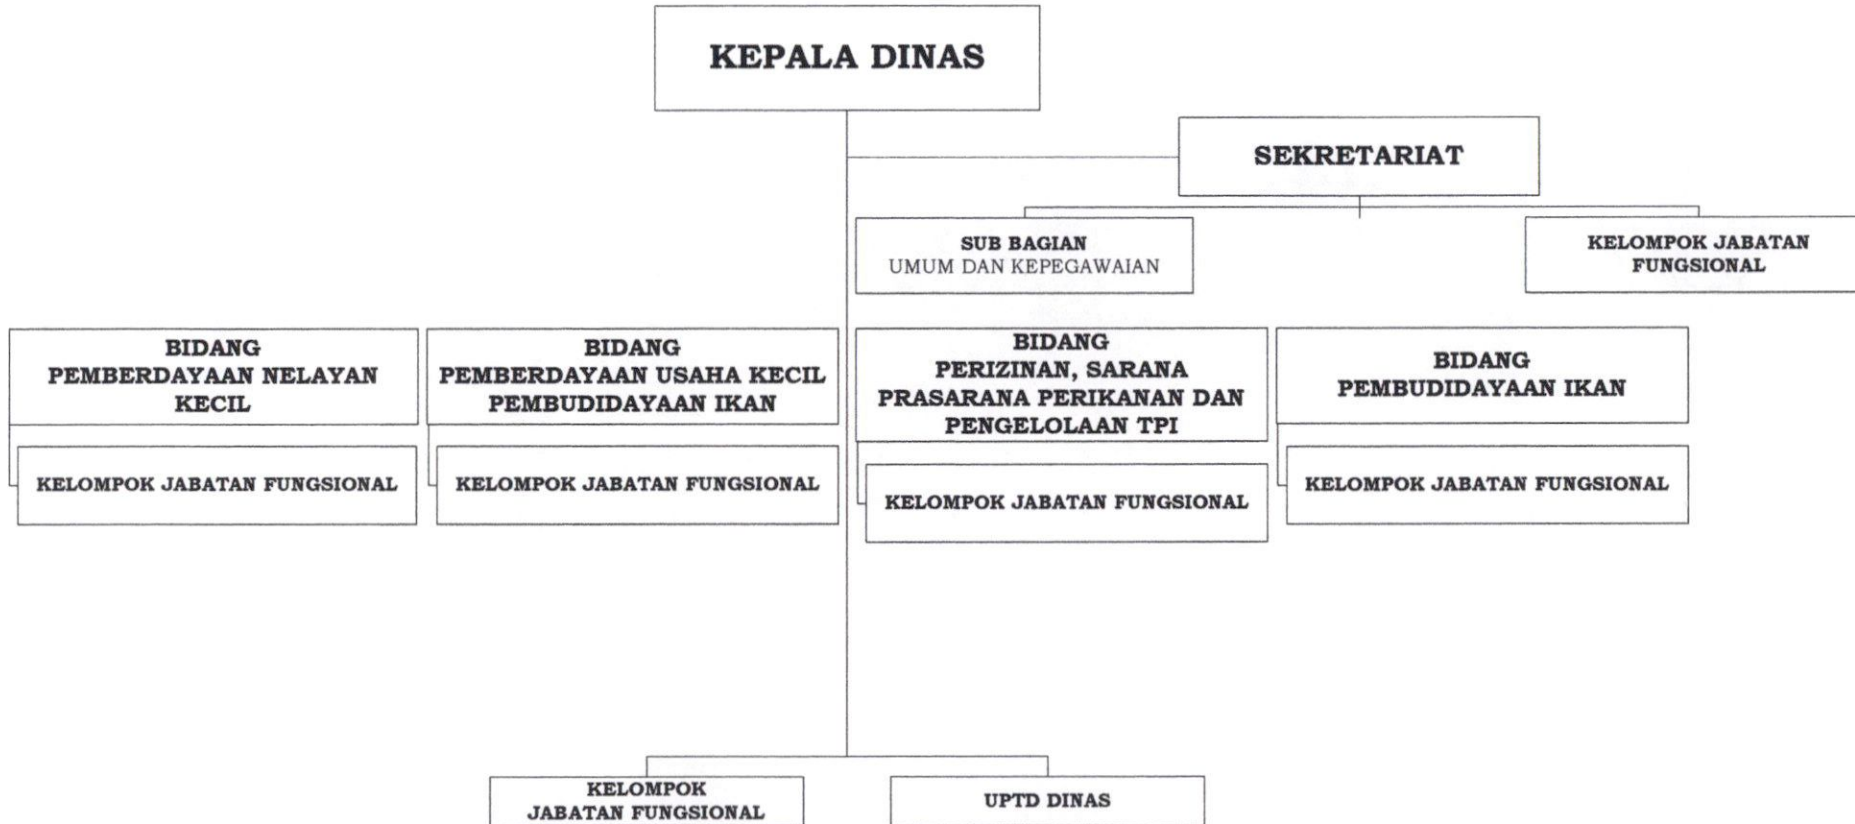 KEPALA DINAS
SEKRETARIAT
SUB BAGIAN
UMUM DAN KEPEGAWAIAN
KELOMPOK JABATAN
FUNGSIONAL
BIDANG
PEMBERDAYAAN NELAYAN
KECIL
BIDANG
PEMBERDAYAAN USAHA KECIL
PEMBUDIDAYAAN IKAN
BIDANG
PERIZINAN, SARANA
PRASARANA PERIKANAN DAN
PENGELOLAAN TPI
BIDANG
PEMBUDIDAYAAN IKAN
KELOMPOK JABATAN FUNGSIONAL
KELOMPOK JABATAN FUNGSIONAL
KELOMPOK JABATAN FUNGSIONAL
KELOMPOK JABATAN FUNGSIONAL
KELOMPOK
JABATAN FUNGSIONAL
UPTD DINAS